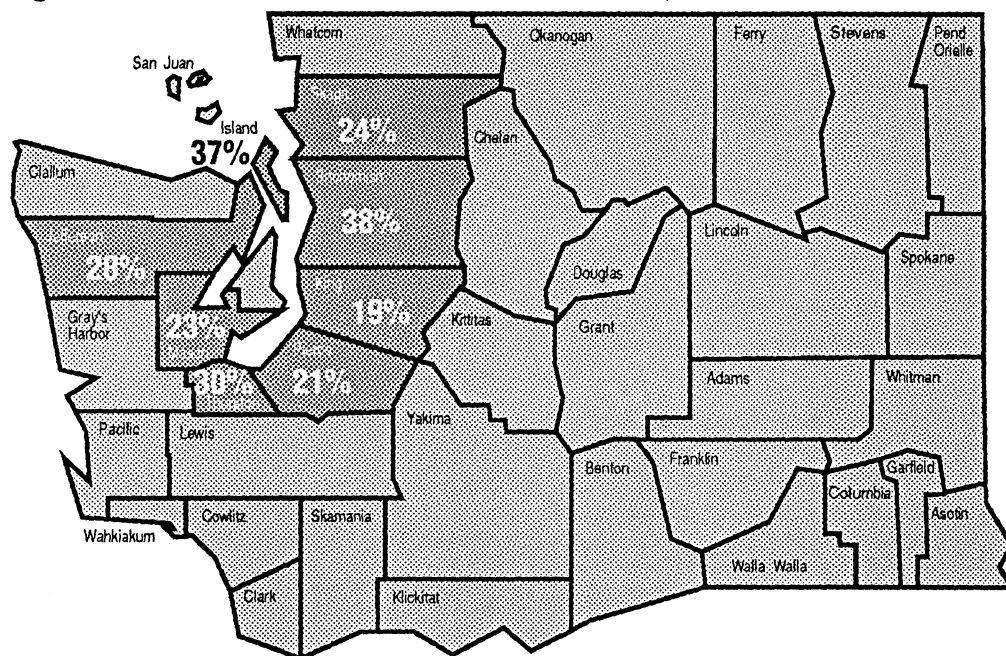 Whatcom
Okanogan
Ferry
Stevens
Pend
Orielle
San Juan
Island
37%
24%
Chelan
Clallum
38%
Lincoln
Spokane
Douglas
28%
Gray's
Harbor
23%
19%
Kittitas
Grant
30%
21%
Adams
Whitman
Yakima
Pacific
Lewis
Benton
Franklin
Garfield
Columbia
Asotin
Wahkiakum
Cowlitz
Skamania
Walla Walla
Clark
Klickitat